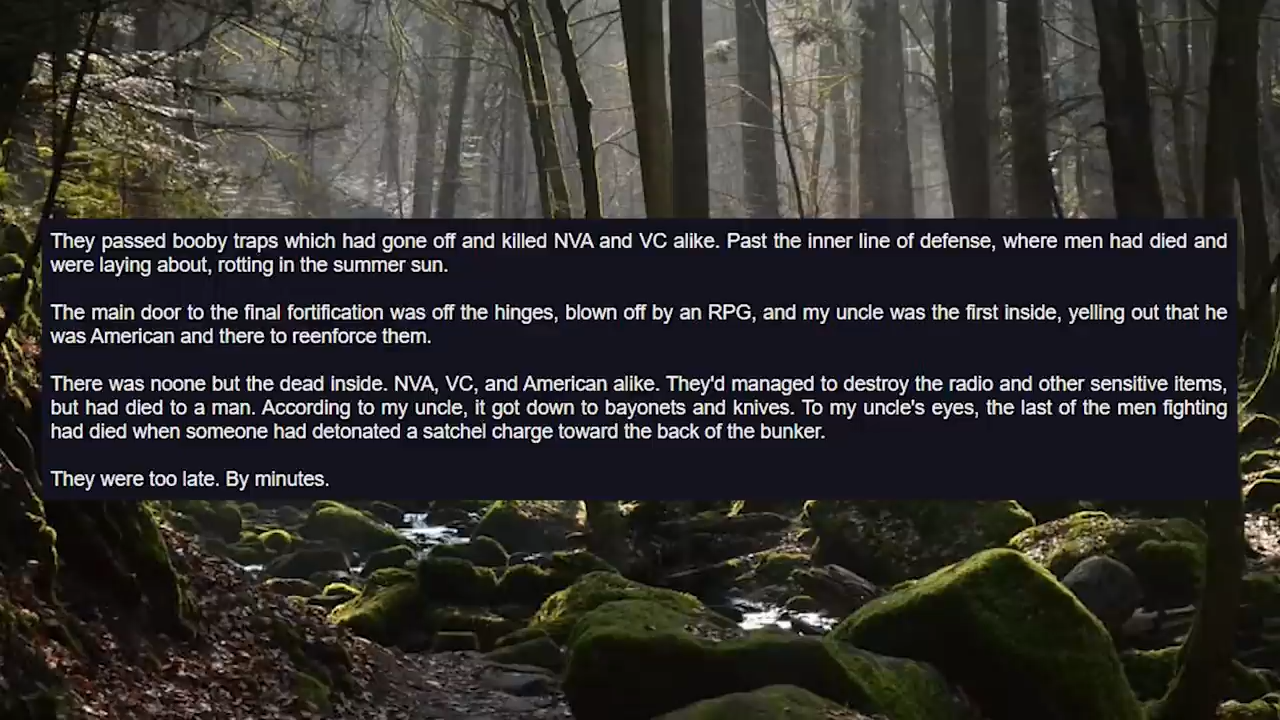 They passed booby traps which had gone off and killed NVA and VC alike. Past the inner line of defense, where men had died and
were laying about, rotting in the summer sun.
The main door to the final fortification was off the hinges, blown off by an RPG, and my uncle was the first inside, yelling out that he
was American and there to reenforce them.
There was noone but the dead inside. NVA, VC, and American alike. They'd managed to destroy the radio and other sensitive items,
but had died to a man. According to my uncle, it got down to bayonets and knives. To my uncle's eyes, the last of the men fighting
had died when someone had detonated a satchel charge toward the back of the bunker.
They were too late. By minutes.